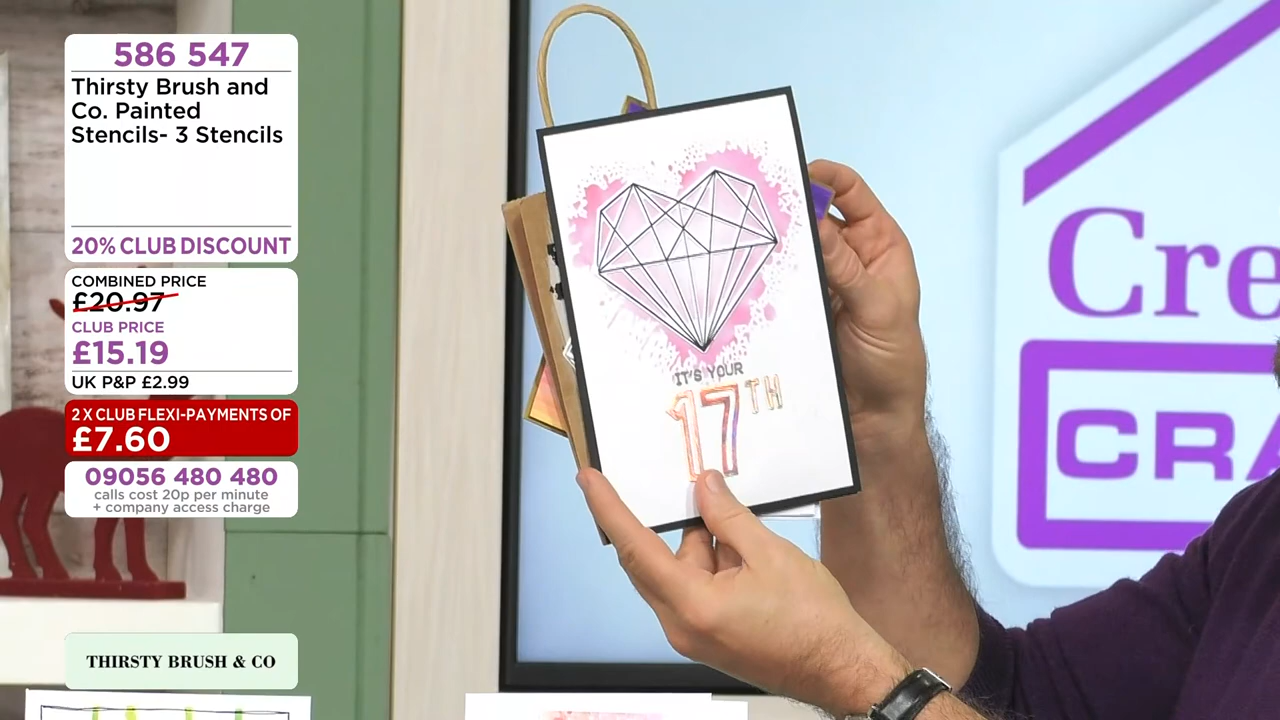 586 547
Thirsty Brush and
Co. Painted
Stencils- 3 Stencils
20% CLUB DISCOUNT
COMBINED PRICE
£20.97
CLUB PRICE
£15.19
UK P&P £2.99
2 X CLUB FLEXI-PAYMENTS OF
£7.60
09056 480 480
calls cost 20p per minute
+ company access charge
THIRSTY BRUSH & CO
IT'S YOUR
17TH
Cre
CRA